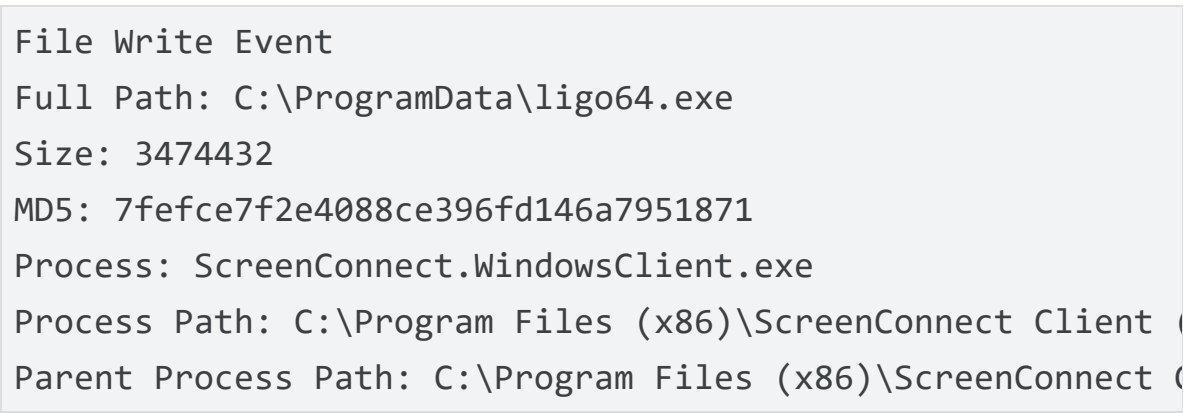 File Write Event
Full Path: C:\ProgramData\ligo64.exe
Size: 3474432
MD5: 7fefce7f2e4088ce396fd146a7951871
Process: ScreenConnect.WindowsClient.exe
Process Path: C:\Program Files (x86)\ScreenConnect Client (
Parent Process Path: C:\Program Files (x86)\ScreenConnect